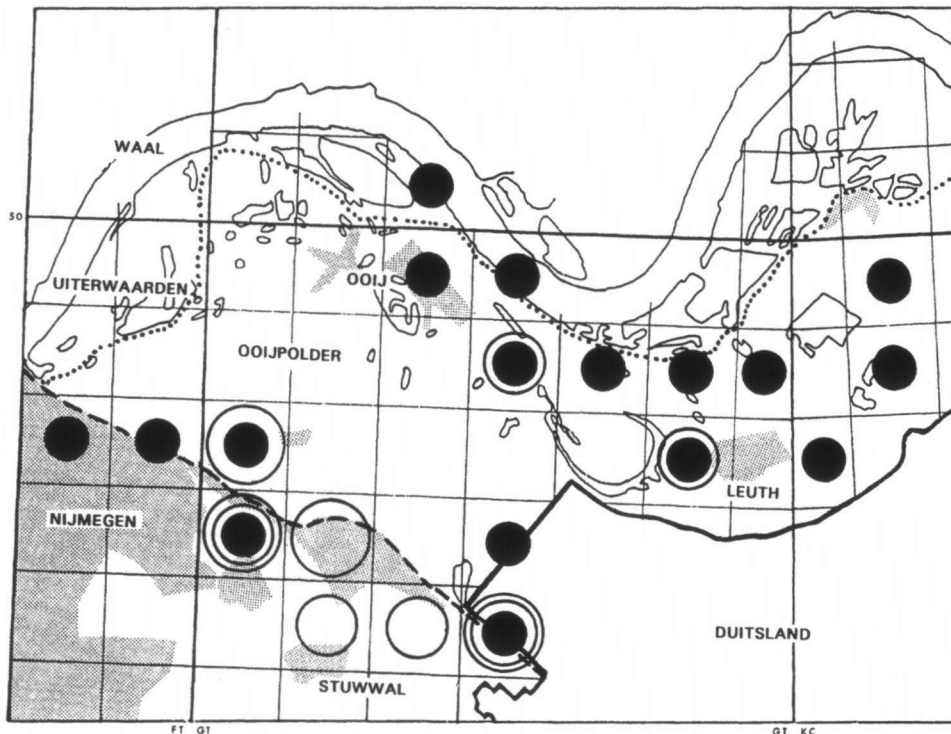 WAAL
50
UITERWAARDEN
OOIJ
OOIJPOLDER
NIJMEGEN
LEUTH
DUITSLAND
STUWWAL
FT GT
GT KC